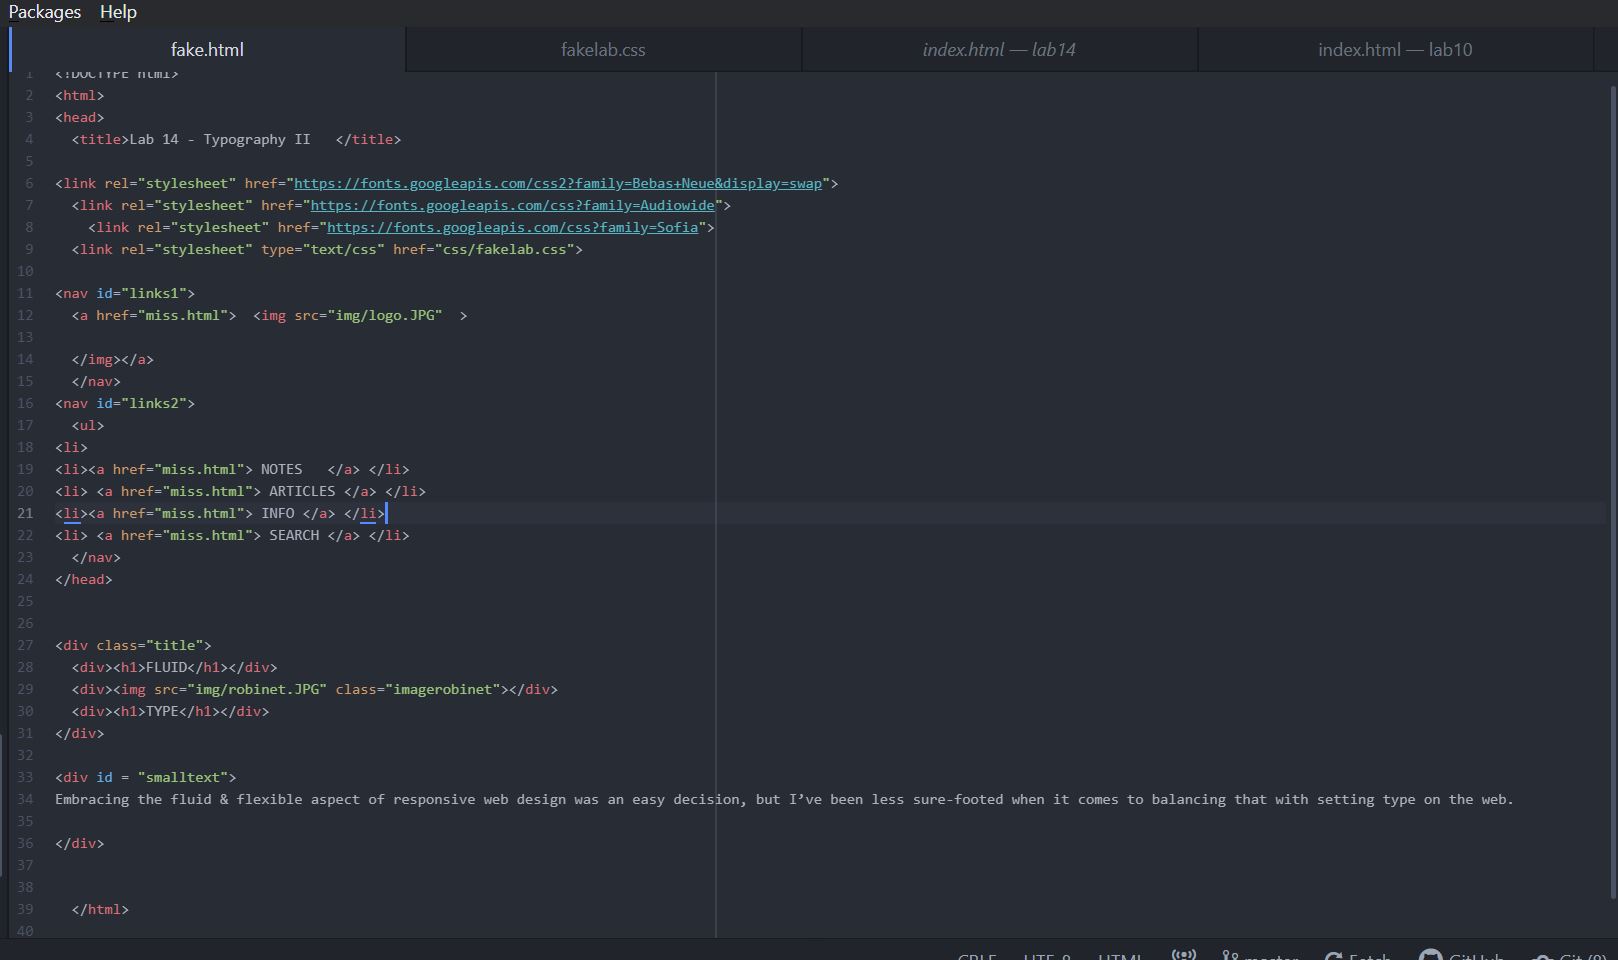 Packages Help
fake.html fakelab.css index.html — lab14 index.html — lab10
1 <!DOCTYPE html>
2 <html>
3 <head>
4 <title>Lab 14 - Typography II </title>
5
6 <link rel="stylesheet" href="https://fonts.googleapis.com/css2?family=Bebas+Neue&display=swap">
7 <link rel="stylesheet" href="https://fonts.googleapis.com/css?family=Audiowide">
8 <link rel="stylesheet" href="https://fonts.googleapis.com/css?family=Sofia">
9 <link rel="stylesheet" type="text/css" href="css/fakelab.css">
10
11 <nav id="links1">
12 <a href="miss.html"> <img src="img/logo.JPG" >
13
14 </img></a>
15 </nav>
16 <nav id="links2">
17 <ul>
18 <li>
19 <li><a href="miss.html"> NOTES </a> </li>
20 <li> <a href="miss.html"> ARTICLES </a> </li>
21 <li><a href="miss.html"> INFO </a> </li>
22 <li> <a href="miss.html"> SEARCH </a> </li>
23 </nav>
24 </head>
25
26
27 <div class="title">
28 <div><h1>FLUID</h1></div>
29 <div><img src="img/robinet.JPG" class="imagerobinet"></div>
30 <div><h1>TYPE</h1></div>
31 </div>
32
33 <div id = "smalltext">
34 Embracing the fluid & flexible aspect of responsive web design was an easy decision, but I’ve been less sure-footed when it comes to balancing that with setting type on the web.
35
36 </div>
37
38
39 </html>
40
CRLF UTF-8 HTML master Fetch GitHub Git (0)